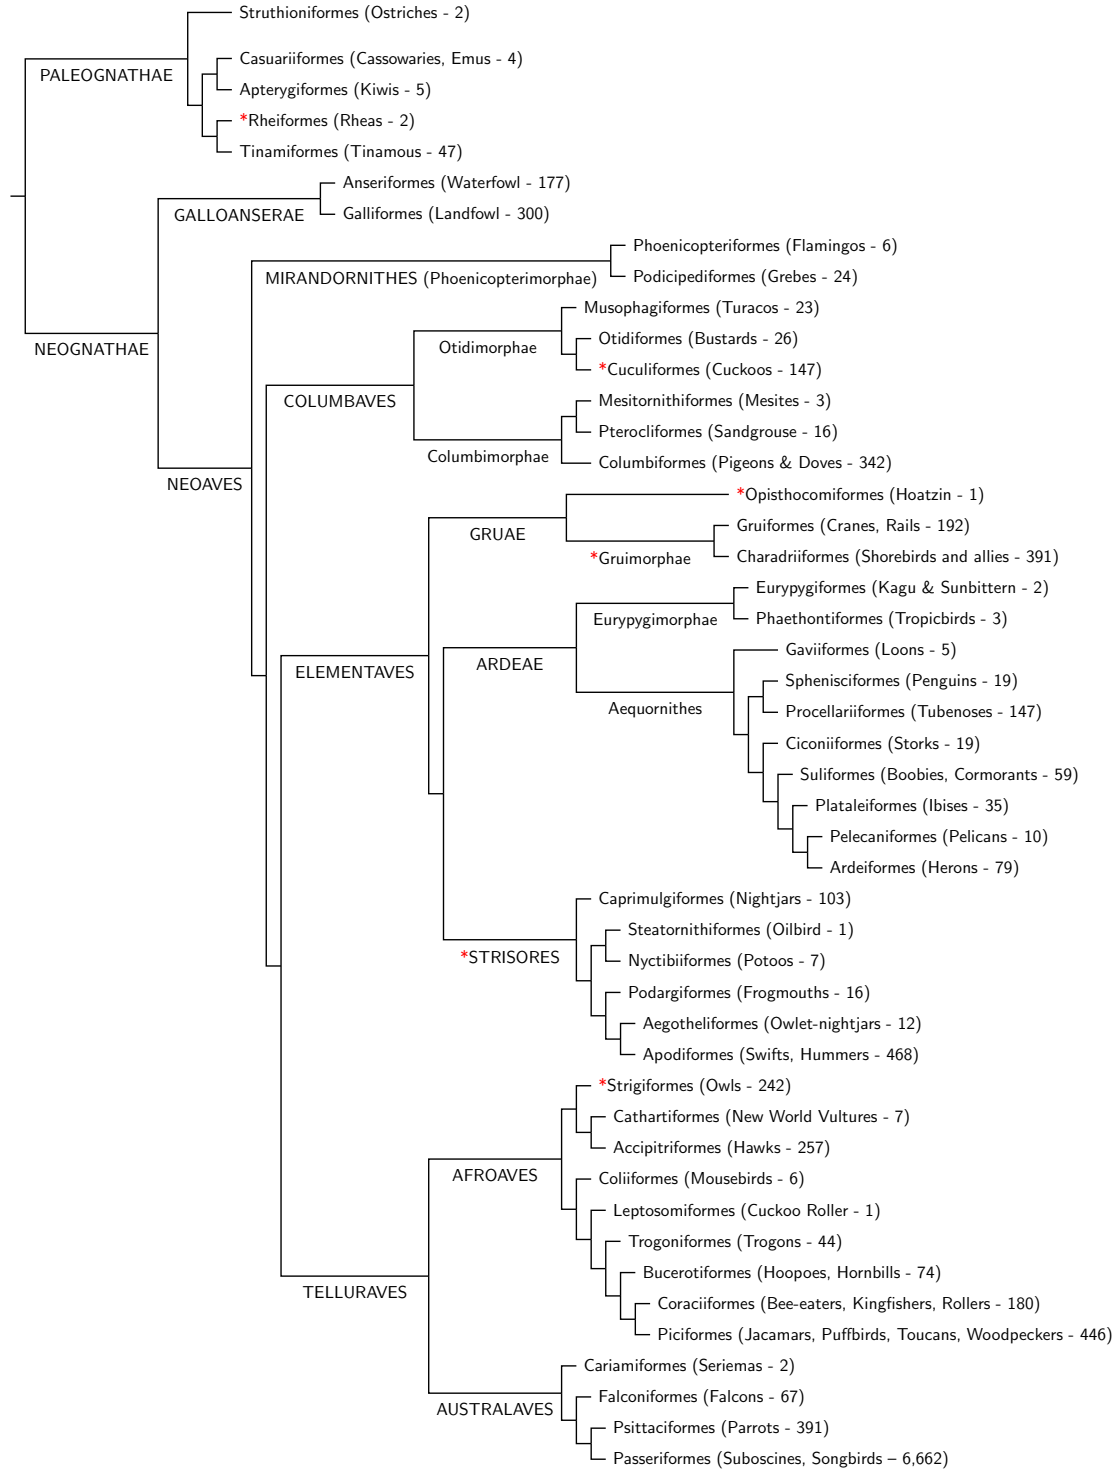 Struthioniformes (Ostriches - 2)
Casuariiformes (Cassowaries, Emus - 4)
PALEOGNATHAE
Apterygiformes (Kiwis - 5)
*Rheiformes (Rheas - 2)
Tinamiformes (Tinamous - 47)
Anseriformes (Waterfowl - 177)
GALLOANSERAE
Galliformes (Landfowl - 300)
Phoenicopteriformes (Flamingos - 6)
MIRANDORNITHES (Phoenicopterimorphae)
Podicipediformes (Grebes - 24)
Musophagiformes (Turacos - 23)
Otidiformes (Bustards - 26)
NEOGNATHAE
Otidimorphae
*Cuculiformes (Cuckoos - 147)
COLUMBAVES
Mesitornithiformes (Mesites - 3)
Pterocliformes (Sandgrouse - 16)
Columbimorphae
Columbiformes (Pigeons & Doves - 342)
NEOAVES
*Opisthocomiformes (Hoatzin - 1)
Gruiformes (Cranes, Rails - 192)
GRUAE
*Gruimorphae
Charadriiformes (Shorebirds and allies - 391)
Eurypygiformes (Kagu & Sunbittern - 2)
Eurypygimorphae
Phaethontiformes (Tropicbirds - 3)
Gaviiformes (Loons - 5)
ARDEAE
ELEMENTAVES
Sphenisciformes (Penguins - 19)
Aequornithes
Procellariiformes (Tubenoses - 147)
Ciconiiformes (Storks - 19)
Suliformes (Boobies, Cormorants - 59)
Plataleiformes (Ibises - 35)
Pelecaniformes (Pelicans - 10)
Ardeiformes (Herons - 79)
Caprimulgiformes (Nightjars - 103)
Steatornithiformes (Oilbird - 1)
*STRISORES
Nyctibiiformes (Potoos - 7)
Podargiformes (Frogmouths - 16)
Aegotheliformes (Owlet-nightjars - 12)
Apodiformes (Swifts, Hummers - 468)
*Strigiformes (Owls - 242)
Cathartiformes (New World Vultures - 7)
Accipitriformes (Hawks - 257)
AFROAVES
Coliiformes (Mousebirds - 6)
Leptosomiformes (Cuckoo Roller - 1)
Trogoniformes (Trogons - 44)
Bucerotiformes (Hoopoes, Hornbills - 74)
TELLURAVES
Coraciiformes (Bee-eaters, Kingfishers, Rollers - 180)
Piciformes (Jacamars, Puffbirds, Toucans, Woodpeckers - 446)
Cariamiformes (Seriemas - 2)
Falconiformes (Falcons - 67)
AUSTRALAVES
Psittaciformes (Parrots - 391)
Passeriformes (Suboscines, Songbirds – 6,662)